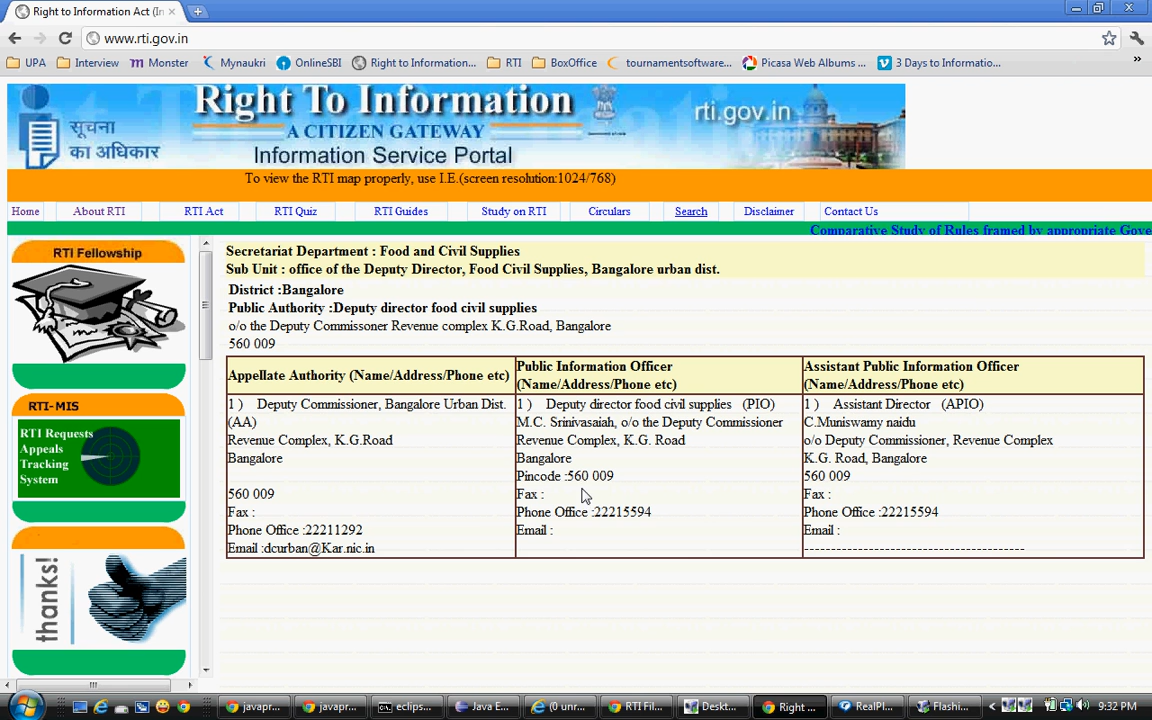 Right to Information Act (In
www.rti.gov.in
UPA Interview Monster Mynaukri OnlineSBI Right to Information... RTI BoxOffice tournamentsoftware... Picasa Web Albums ... 3 Days to Informatio... »
सूचना
का अधिकार
Right To Information
A CITIZEN GATEWAY
Information Service Portal
rti.gov.in
To view the RTI map properly, use I.E.(screen resolution:1024/768)
Home About RTI RTI Act RTI Quiz RTI Guides Study on RTI Circulars Search Disclaimer Contact Us
Comparative Study of Rules framed by appropriate Gove
RTI Fellowship
RTI-MIS
RTI Requests
Appeals
Tracking
System
thanks!
Secretariat Department : Food and Civil Supplies
Sub Unit : office of the Deputy Director, Food Civil Supplies, Bangalore urban dist.
District :Bangalore
Public Authority :Deputy director food civil supplies
o/o the Deputy Commissoner Revenue complex K.G.Road, Bangalore
560 009
Appellate Authority (Name/Address/Phone etc)
1 ) Deputy Commissioner, Bangalore Urban Dist.
(AA)
Revenue Complex, K.G.Road
Bangalore
560 009
Fax :
Phone Office :22211292
Email :dcurban@Kar.nic.in
Public Information Officer
(Name/Address/Phone etc)
1 ) Deputy director food civil supplies (PIO)
M.C. Srinivasaiah, o/o the Deputy Commissioner
Revenue Complex, K.G. Road
Bangalore
Pincode :560 009
Fax :
Phone Office :22215594
Email :
Assistant Public Information Officer
(Name/Address/Phone etc)
1 ) Assistant Director (APIO)
C.Muniswamy naidu
o/o Deputy Commissioner, Revenue Complex
K.G. Road, Bangalore
560 009
Fax :
Phone Office :22215594
Email :
----------------------------------------
javapr... javapr... eclips... Java E... (0 unr... RTI Fil... Deskt... Right ... RealPl... Flashi... 9:32 PM